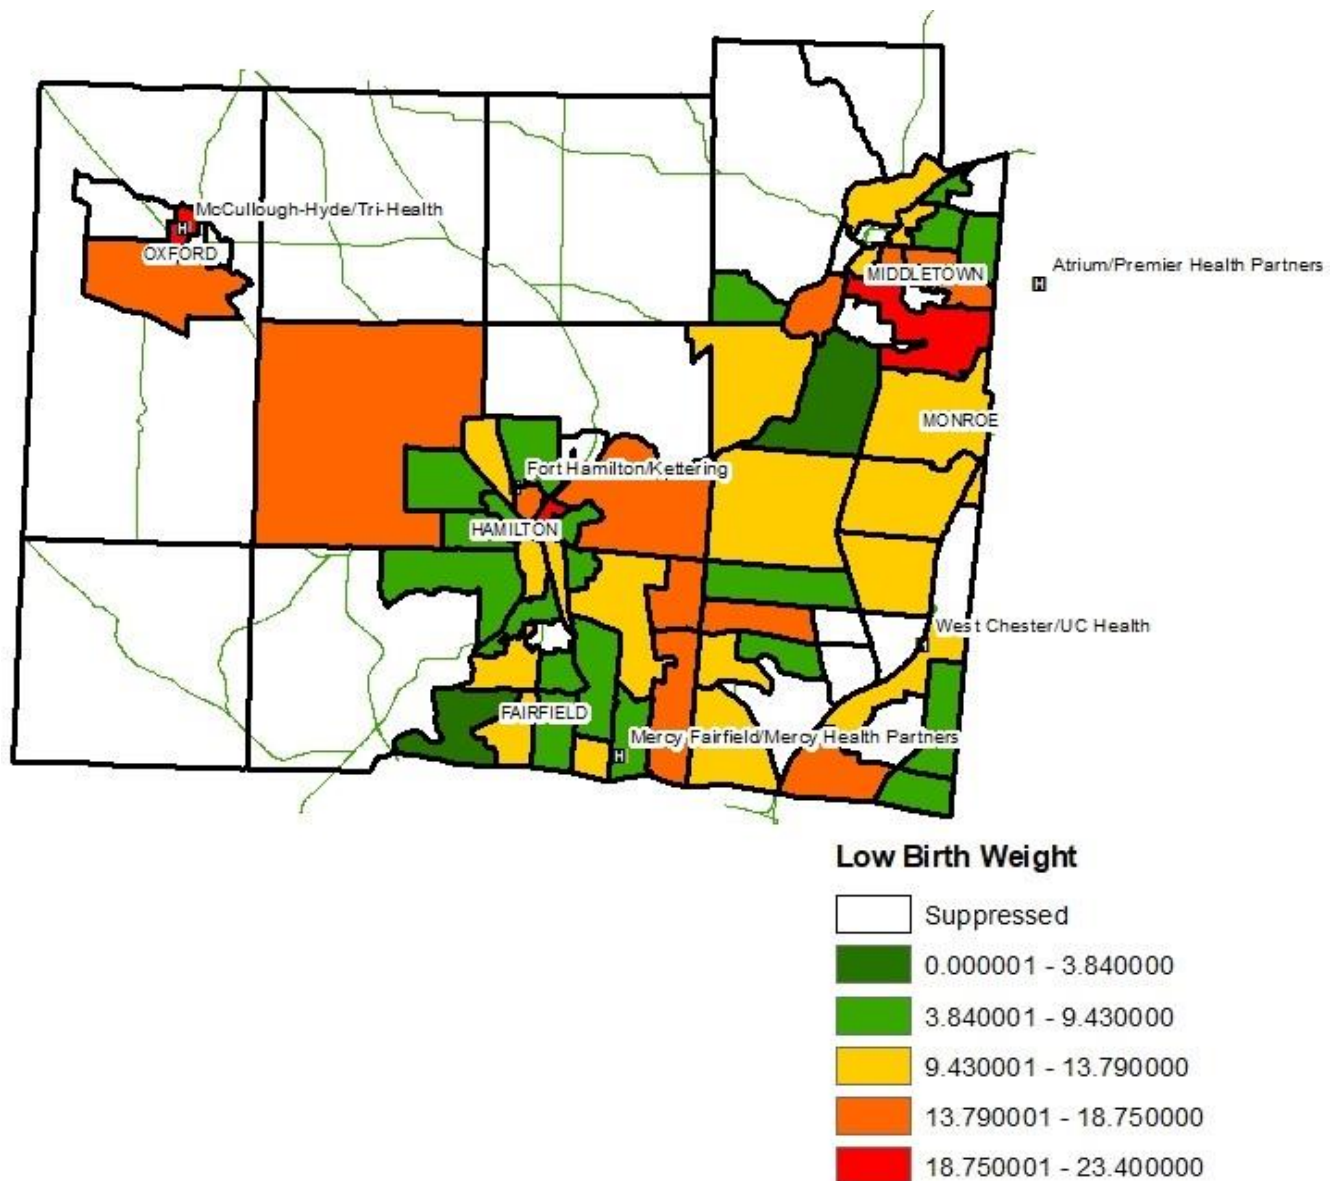 McCullough-Hyde/Tri-Health
H
OXFORD
Atrium/Premier Health Partners
MIDDLETOWN
H
MONROE
Fort Hamilton/Kettering
HAMILTON
West Chester/UC Health
FAIRFIELD
Mercy Fairfield/Mercy Health Partners
H
Low Birth Weight
Suppressed
0.000001 - 3.840000
3.840001 - 9.430000
9.430001 - 13.790000
13.790001 - 18.750000
18.750001 - 23.400000